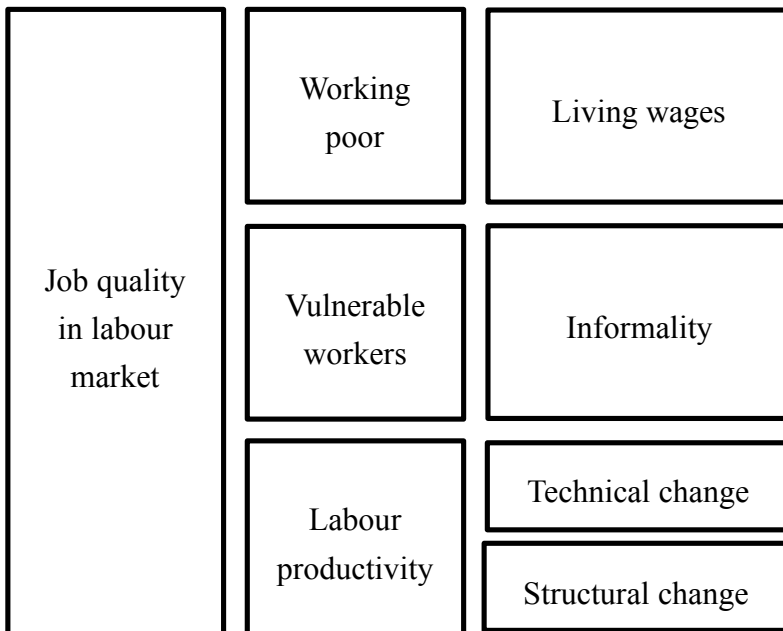 Job quality
in labour
market
Working
poor
Living wages
Vulnerable
workers
Informality
Labour
productivity
Technical change
Structural change